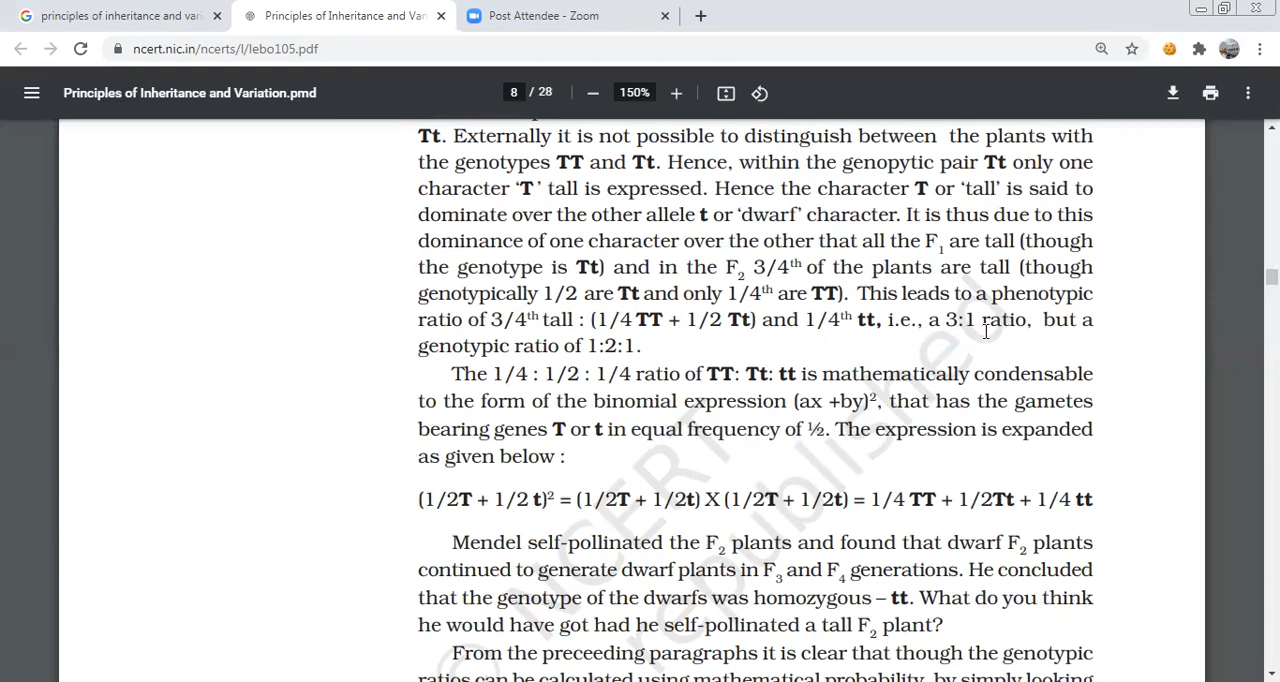 principles of inheritance and vari
Principles of Inheritance and Var
Post Attendee - Zoom
ncert.nic.in/ncerts/l/lebo105.pdf
Principles of Inheritance and Variation.pmd
8 / 28
150%
Tt. Externally it is not possible to distinguish between the plants with
the genotypes TT and Tt. Hence, within the genopytic pair Tt only one
character ‘T ’ tall is expressed. Hence the character T or ‘tall’ is said to
dominate over the other allele t or ‘dwarf’ character. It is thus due to this
dominance of one character over the other that all the F1 are tall (though
the genotype is Tt) and in the F2 3/4th of the plants are tall (though
genotypically 1/2 are Tt and only 1/4th are TT). This leads to a phenotypic
ratio of 3/4th tall : (1/4 TT + 1/2 Tt) and 1/4th tt, i.e., a 3:1 ratio, but a
genotypic ratio of 1:2:1.
The 1/4 : 1/2 : 1/4 ratio of TT: Tt: tt is mathematically condensable
to the form of the binomial expression (ax +by)2, that has the gametes
bearing genes T or t in equal frequency of ½. The expression is expanded
as given below :
(1/2T + 1/2 t)2 = (1/2T + 1/2t) X (1/2T + 1/2t) = 1/4 TT + 1/2Tt + 1/4 tt
Mendel self-pollinated the F2 plants and found that dwarf F2 plants
continued to generate dwarf plants in F3 and F4 generations. He concluded
that the genotype of the dwarfs was homozygous – tt. What do you think
he would have got had he self-pollinated a tall F2 plant?
From the preceeding paragraphs it is clear that though the genotypic
ratios can be calculated using mathematical probability, by simply looking
© NCERT
republished